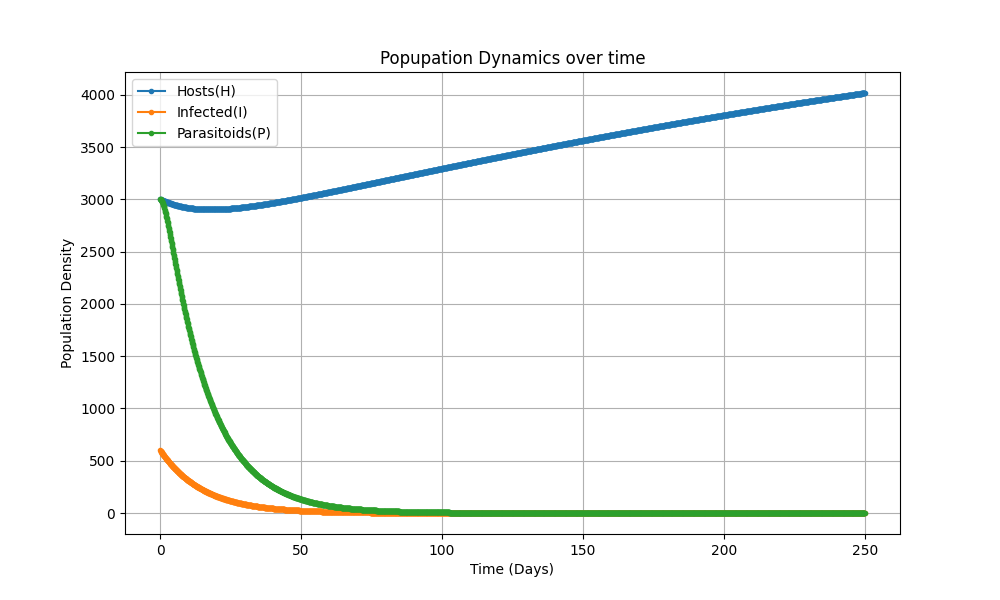 Popupation Dynamics over time
Hosts(H)
Infected(I)
Parasitoids(P)
Population Density
4000
3500
3000
2500
2000
1500
1000
500
0
0 50 100 150 200 250
Time (Days)